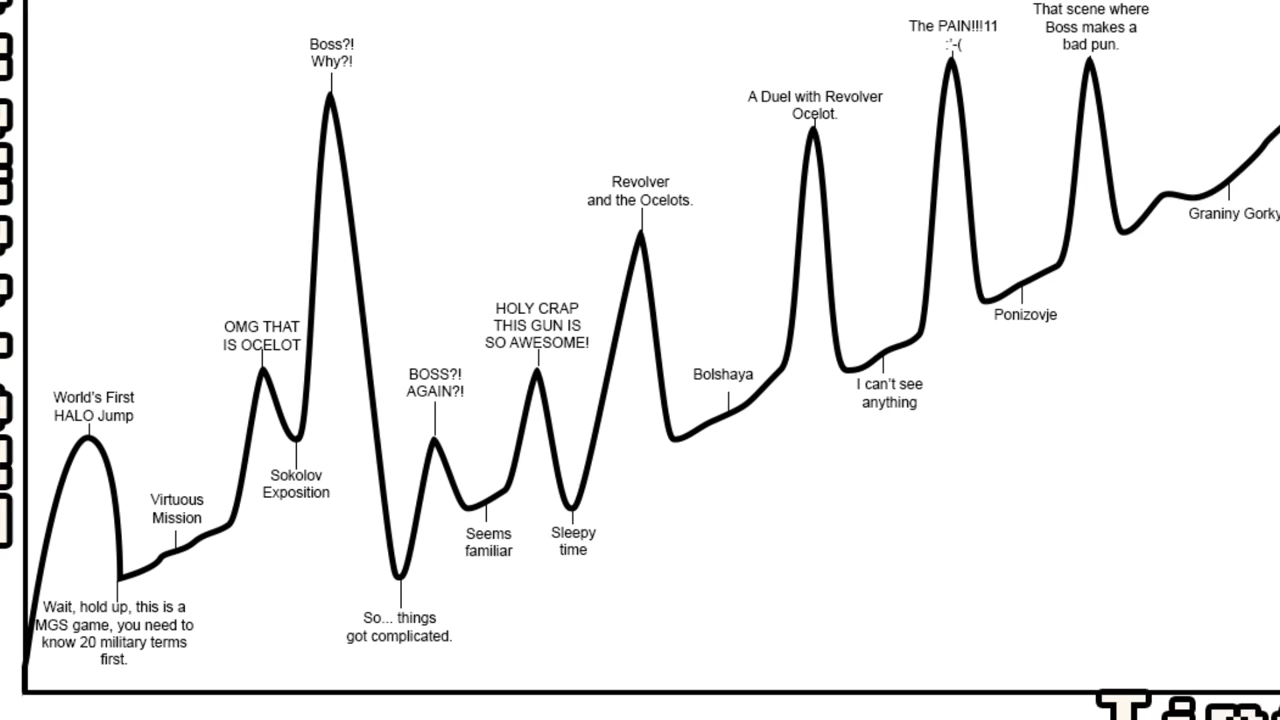 That scene where
Boss makes a
bad pun.
The PAIN!!!11
:'-(
Boss?!
Why?!
A Duel with Revolver
Ocelot.
Revolver
and the Ocelots.
Graniny Gorky
HOLY CRAP
THIS GUN IS
SO AWESOME!
Ponizovje
OMG THAT
IS OCELOT
BOSS?!
AGAIN?!
Bolshaya
I can't see
anything
World's First
HALO Jump
Sokolov
Exposition
Virtuous
Mission
Seems
familiar
Sleepy
time
Wait, hold up, this is a
MGS game, you need to
know 20 military terms
first.
So... things
got complicated.